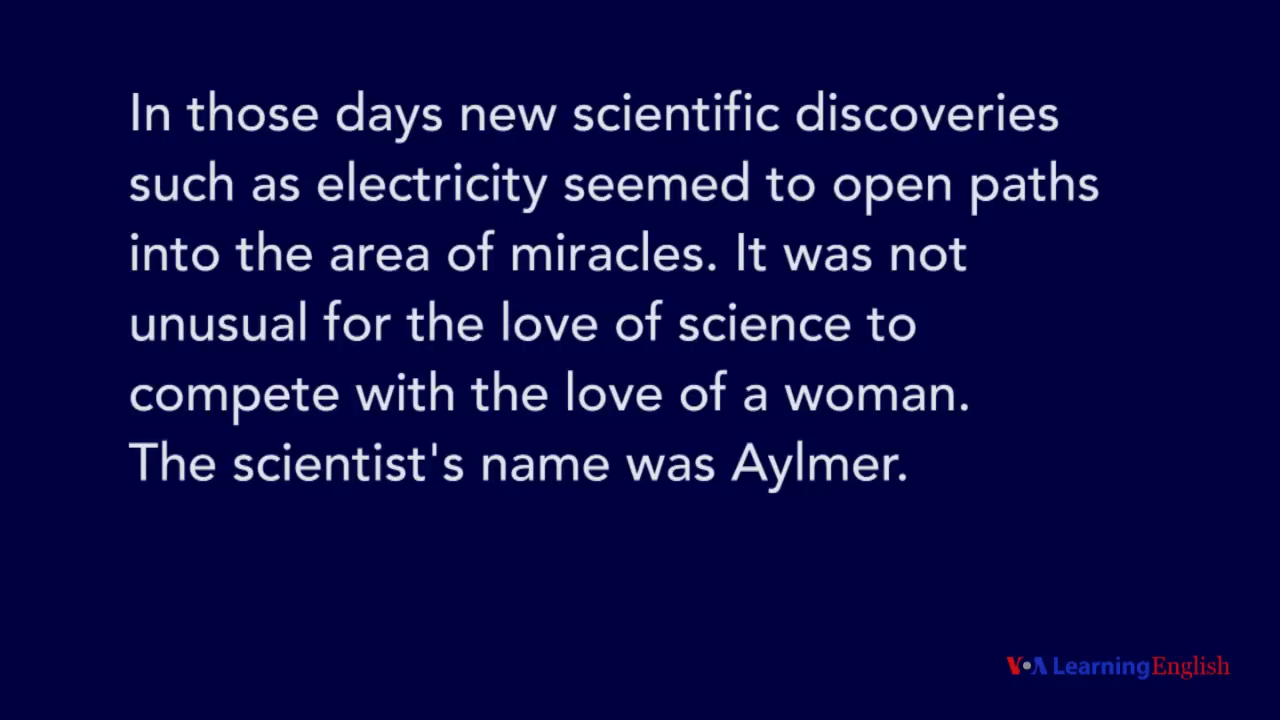 In those days new scientific discoveries
such as electricity seemed to open paths
into the area of miracles. It was not
unusual for the love of science to
compete with the love of a woman.
The scientist's name was Aylmer.
VOA Learning English